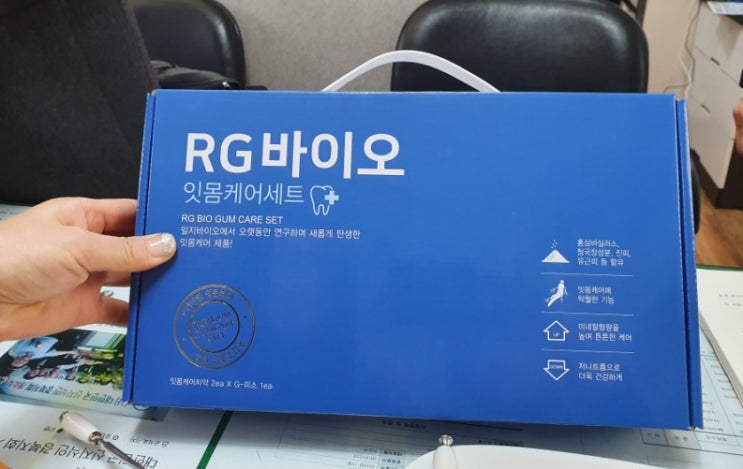 RG바이오
잇몸케어세트
RG BIO GUM CARE SET
알지바이오에서 오랫동안 연구하여 새롭게 탄생한
잇몸케어 제품!
홍삼바실러스,
청국장성분, 진피,
유근피 등 함유
잇몸케어에
탁월한 기능
UP
미네랄함량을
높여 튼튼한 케어
DOWN
저나트륨으로
더욱 건강하게
PREMIUM
GUMCARE
SET
잇몸케어치약 2ea X G-미소 1ea